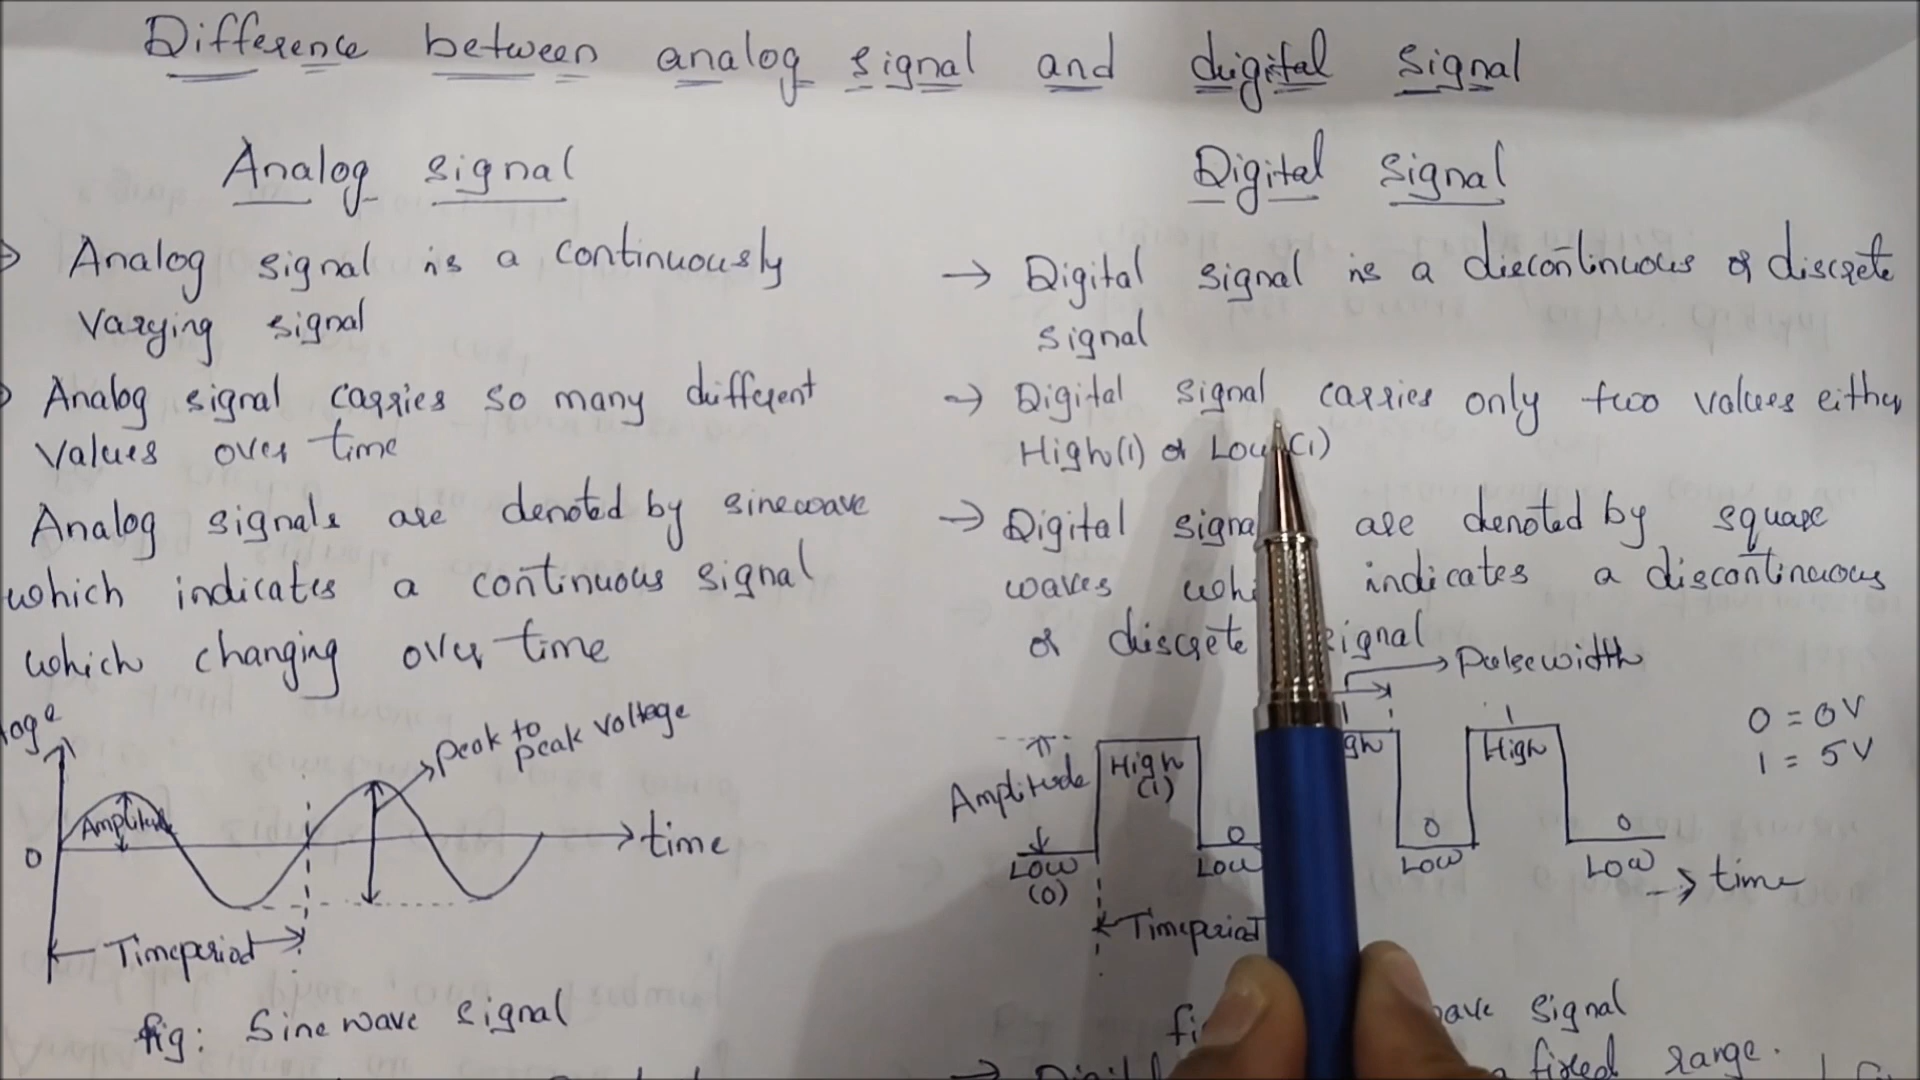 Difference between analog signal and digital signal
Analog signal
Analog signal is a continuously
varying signal
Analog signal carries so many different
values over time
Analog signals are denoted by sinewave
which indicates a continuous signal
which changing over time
peak to
peak voltage
Amplitude
0
time
Timeperiod
fig: Sine wave signal
Digital signal
→ Digital signal is a discontinuous or discrete
signal
→ Digital signal carries only two values either
High(1) or Low(1)
→ Digital are denoted by square
waves indicates a discontinuous
or discrete signal
Pulsewidth
0 = 0V
1 = 5V
Amplitude
High
(1)
1
High
0
0
0
Low
(0)
Low
Low
Low
time
Timeperiod
signal
fixed range.